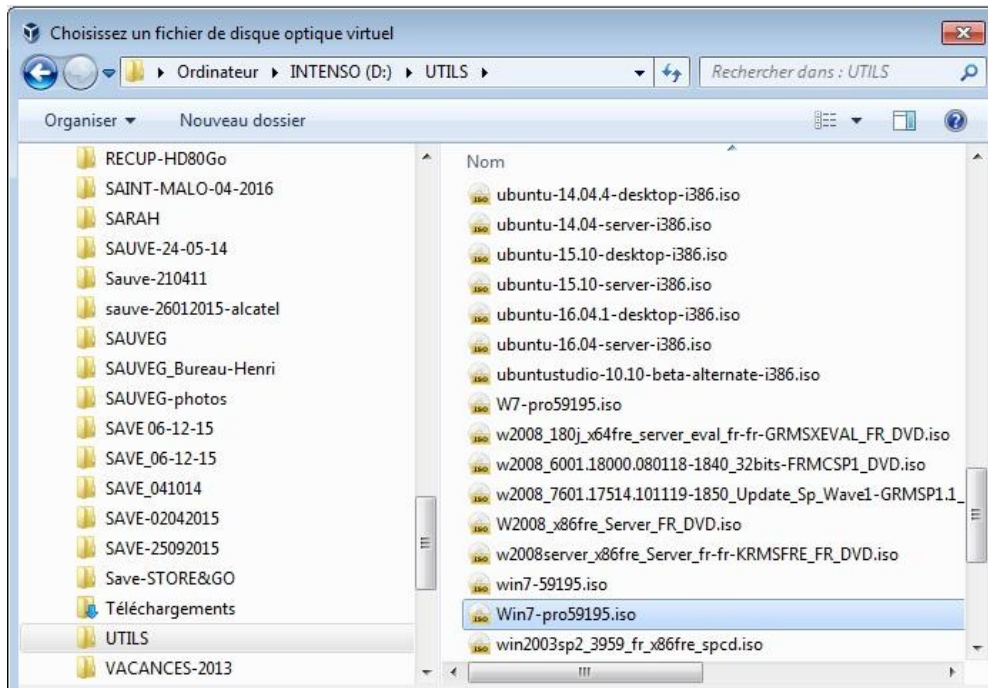 Choisissez un fichier de disque optique virtuel
Ordinateur INTENSO (D:) UTILS
Rechercher dans : UTILS
Organiser
Nouveau dossier
RECUP-HD80Go
SAINT-MALO-04-2016
SARAH
SAUVE-24-05-14
Sauve-210411
sauve-26012015-alcatel
SAUVEG
SAUVEG_Bureau-Henri
SAUVEG-photos
SAVE 06-12-15
SAVE_06-12-15
SAVE_041014
SAVE-02042015
SAVE-25092015
Save-STORE&GO
Téléchargements
UTILS
VACANCES-2013
Nom
ubuntu-14.04.4-desktop-i386.iso
ubuntu-14.04-server-i386.iso
ubuntu-15.10-desktop-i386.iso
ubuntu-15.10-server-i386.iso
ubuntu-16.04.1-desktop-i386.iso
ubuntu-16.04-server-i386.iso
ubuntustudio-10.10-beta-alternate-i386.iso
W7-pro59195.iso
w2008_180j_x64fre_server_eval_fr-fr-GRMSXEVAL_FR_DVD.iso
w2008_6001.18000.080118-1840_32bits-FRMCSP1_DVD.iso
w2008_7601.17514.101119-1850_Update_Sp_Wave1-GRMSP1.1_
W2008_x86fre_Server_FR_DVD.iso
w2008server_x86fre_Server_fr-fr-KRMSFRE_FR_DVD.iso
win7-59195.iso
Win7-pro59195.iso
win2003sp2_3959_fr_x86fre_spcd.iso